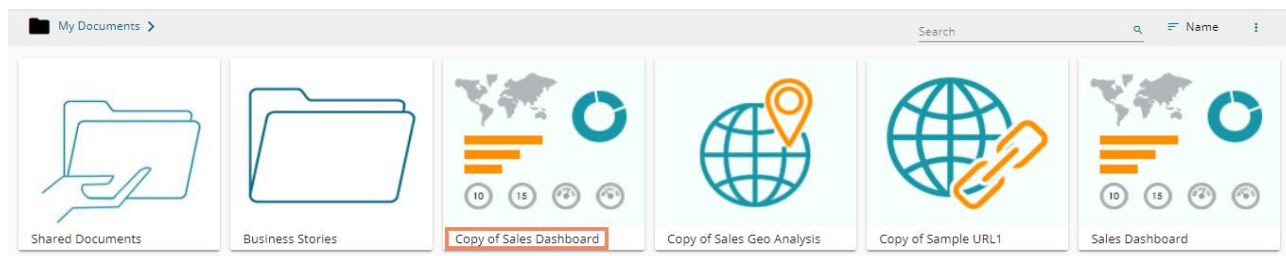 My Documents
Search
Name
10 15
10 15
Shared Documents
Business Stories
Copy of Sales Dashboard
Copy of Sales Geo Analysis
Copy of Sample URL1
Sales Dashboard